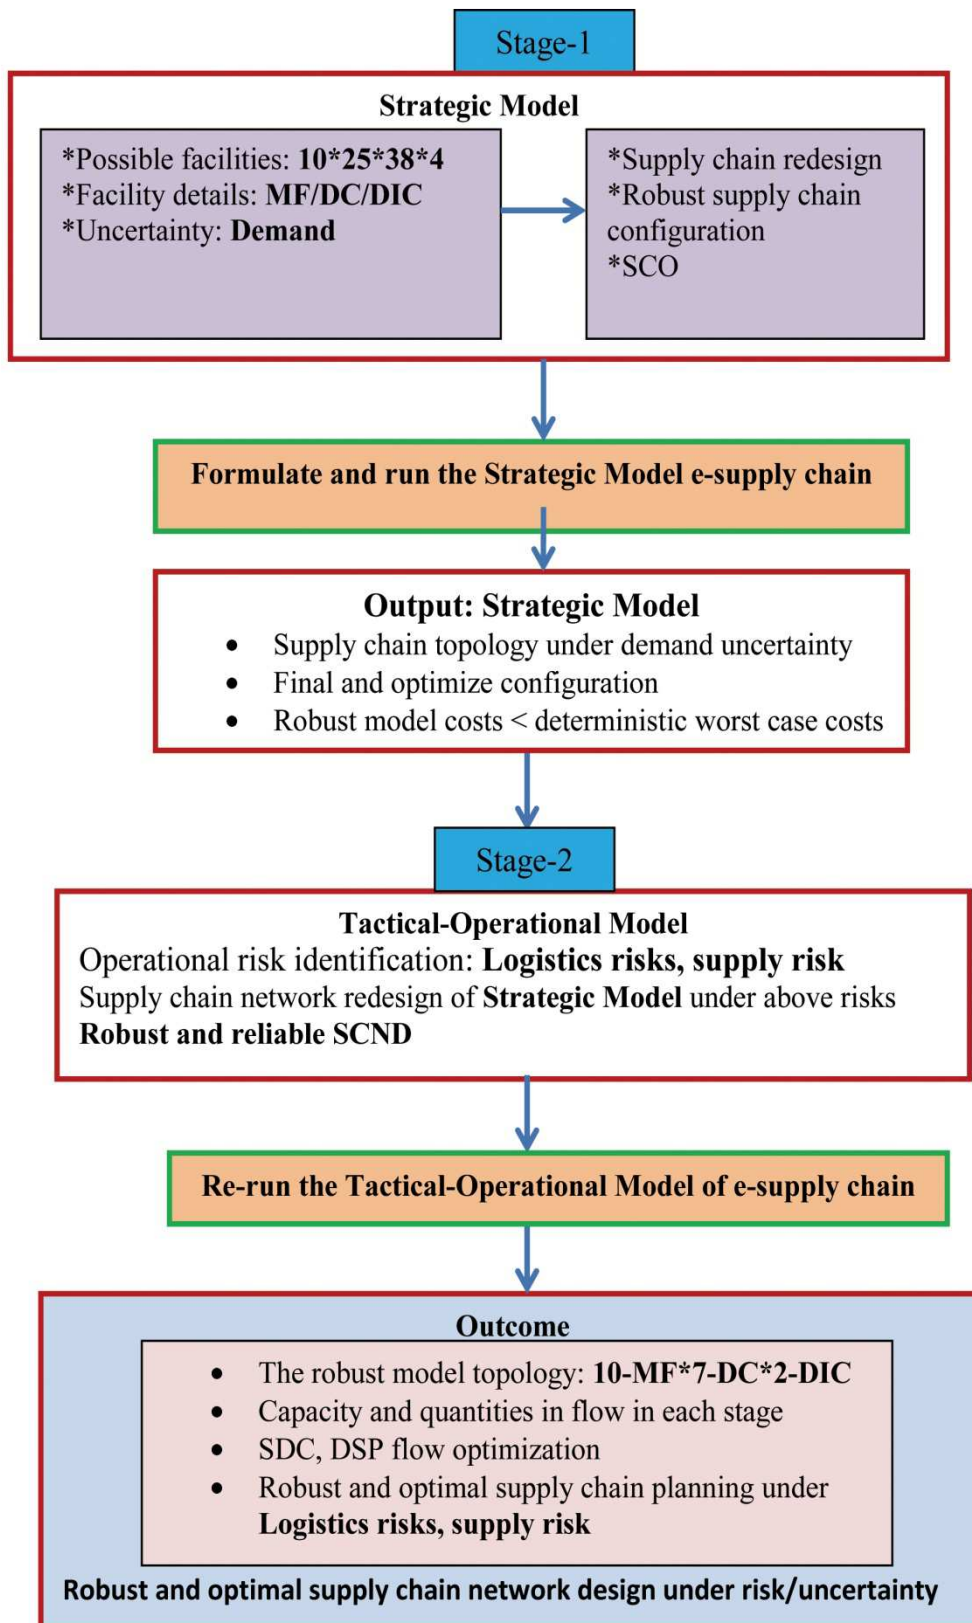 Stage-1
Strategic Model
*Possible facilities: 10*25*38*4
*Facility details: MF/DC/DIC
*Uncertainty: Demand
*Supply chain redesign
*Robust supply chain
configuration
*SCO
Formulate and run the Strategic Model e-supply chain
Output: Strategic Model
• Supply chain topology under demand uncertainty
• Final and optimize configuration
• Robust model costs < deterministic worst case costs
Stage-2
Tactical-Operational Model
Operational risk identification: Logistics risks, supply risk
Supply chain network redesign of Strategic Model under above risks
Robust and reliable SCND
Re-run the Tactical-Operational Model of e-supply chain
Outcome
• The robust model topology: 10-MF*7-DC*2-DIC
• Capacity and quantities in flow in each stage
• SDC, DSP flow optimization
• Robust and optimal supply chain planning under
Logistics risks, supply risk
Robust and optimal supply chain network design under risk/uncertainty